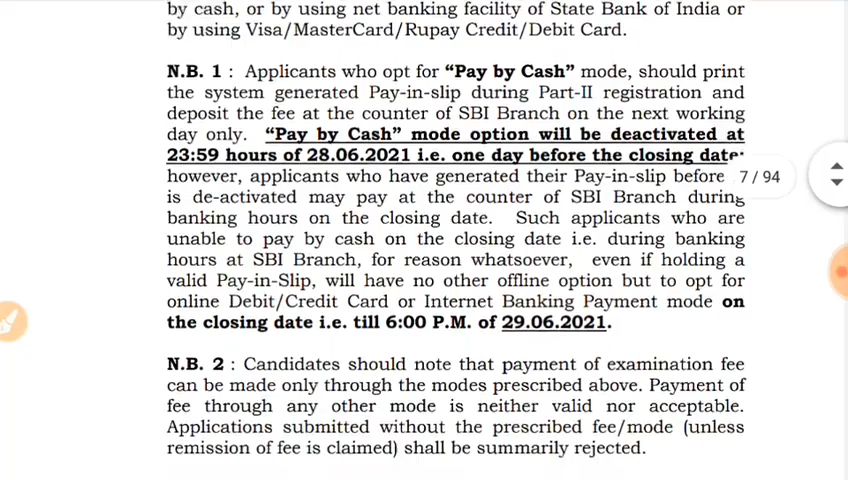 by cash, or by using net banking facility of State Bank of India or
by using Visa/MasterCard/Rupay Credit/Debit Card.
N.B. 1 : Applicants who opt for “Pay by Cash” mode, should print
the system generated Pay-in-slip during Part-II registration and
deposit the fee at the counter of SBI Branch on the next working
day only. “Pay by Cash” mode option will be deactivated at
23:59 hours of 28.06.2021 i.e. one day before the closing date;
however, applicants who have generated their Pay-in-slip before
7 / 94
is de-activated may pay at the counter of SBI Branch during
banking hours on the closing date. Such applicants who are
unable to pay by cash on the closing date i.e. during banking
hours at SBI Branch, for reason whatsoever, even if holding a
valid Pay-in-Slip, will have no other offline option but to opt for
online Debit/Credit Card or Internet Banking Payment mode on
the closing date i.e. till 6:00 P.M. of 29.06.2021.
N.B. 2 : Candidates should note that payment of examination fee
can be made only through the modes prescribed above. Payment of
fee through any other mode is neither valid nor acceptable.
Applications submitted without the prescribed fee/mode (unless
remission of fee is claimed) shall be summarily rejected.